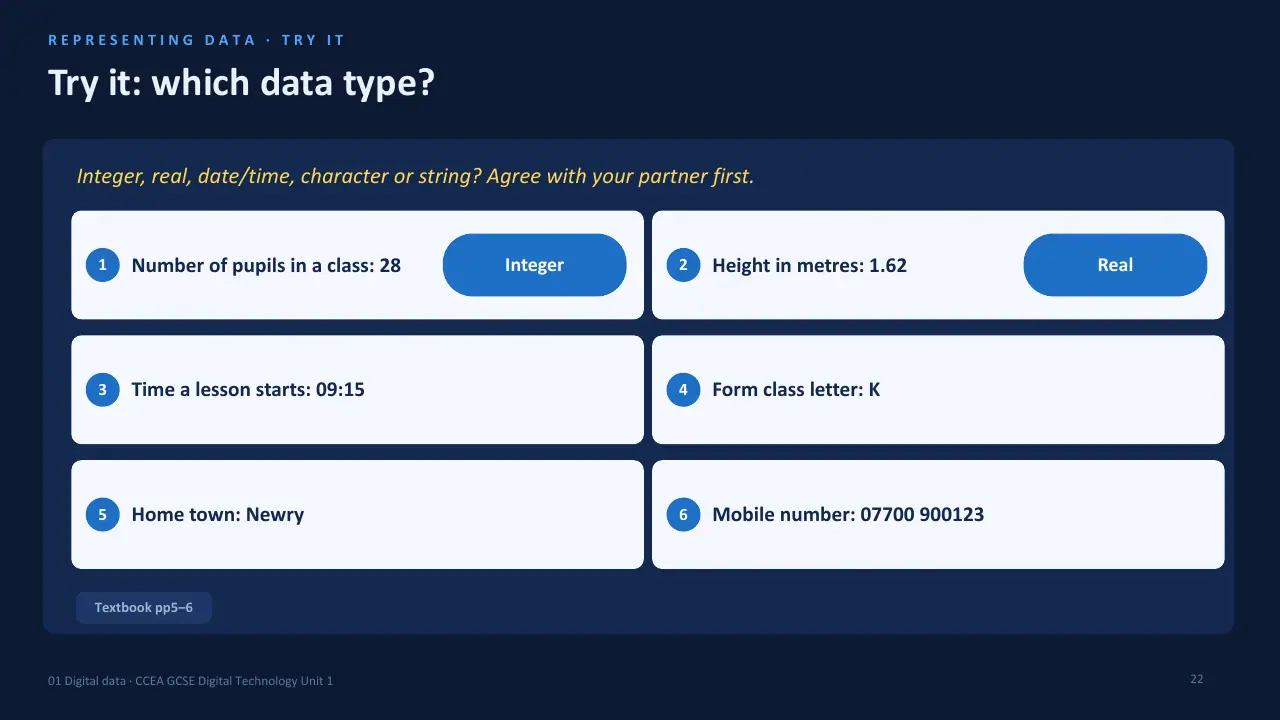 REPRESENTING DATA · TRY IT
Try it: which data type?
Integer, real, date/time, character or string? Agree with your partner first.
1 Number of pupils in a class: 28 Integer
2 Height in metres: 1.62 Real
3 Time a lesson starts: 09:15
4 Form class letter: K
5 Home town: Newry
6 Mobile number: 07700 900123
Textbook pp5–6
01 Digital data · CCEA GCSE Digital Technology Unit 1
22